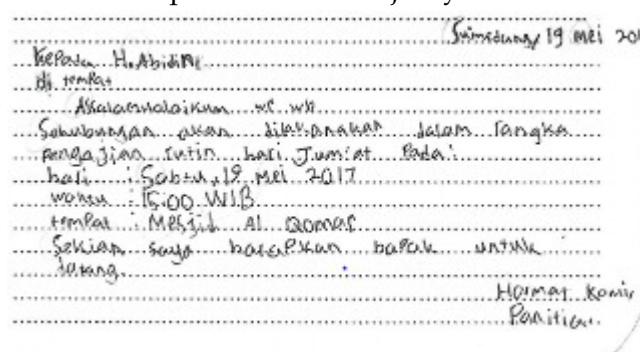 Sumedang, 19 mei 201
Kepada H. Abidin
di tempat
Assalamualaikum wr wb
Sehubungan akan dilaksanakan dalam rangka
pengajian rutin hari Jum'at Pada:
hari : Sabtu, 19 mei 2017
waktu : 15:00 WIB
tempat : Mesjid Al Qomar
Sekian saya harapkan bapak untuk
datang.
Hormat kami
Panitia